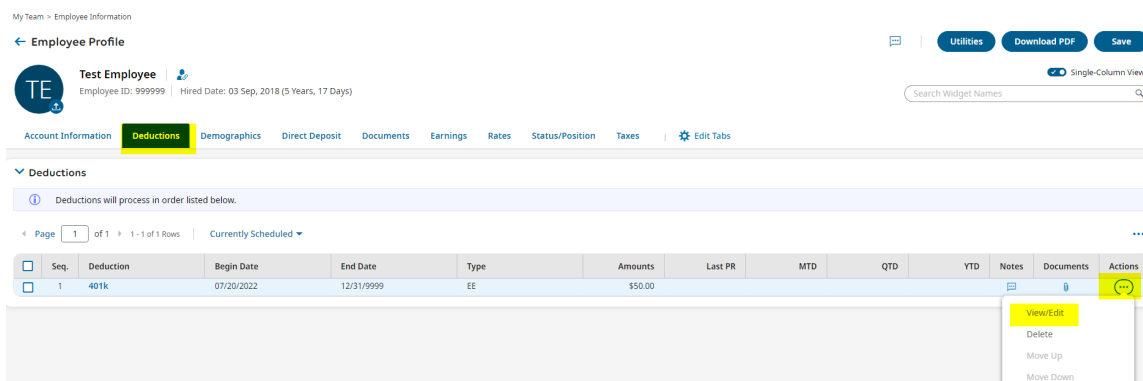 My Team > Employee Information
Employee Profile
Utilities
Download PDF
Save
TE
Test Employee
Employee ID: 999999 | Hired Date: 03 Sep, 2018 (5 Years, 17 Days)
Single-Column View
Search Widget Names
Account Information Deductions Demographics Direct Deposit Documents Earnings Rates Status/Position Taxes Edit Tabs
Deductions
Deductions will process in order listed below.
Page 1 of 1 1 - 1 of 1 Rows Currently Scheduled
Seq. Deduction Begin Date End Date Type Amounts Last PR MTD QTD YTD Notes Documents Actions
1 401k 07/20/2022 12/31/9999 EE $50.00
View/Edit
Delete
Move Up
Move Down